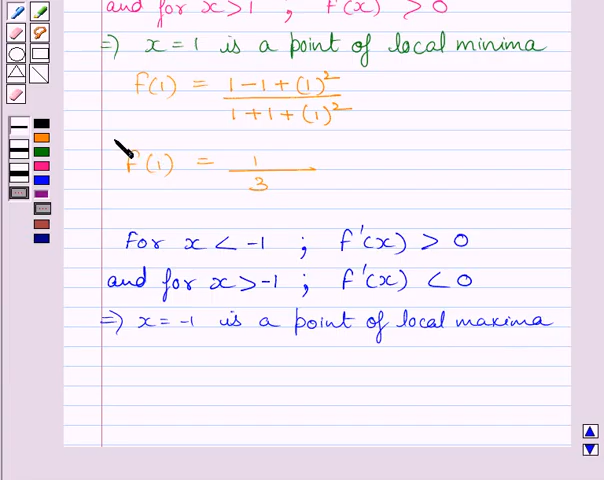 and for x > 1 ; f'(x) > 0
=> x = 1 is a point of local minima
f(1) = 1 - 1 + (1)² / 1 + 1 + (1)²
f(1) = 1 / 3
For x < -1 ; f'(x) > 0
and for x > -1 ; f'(x) < 0
=> x = -1 is a point of local maxima